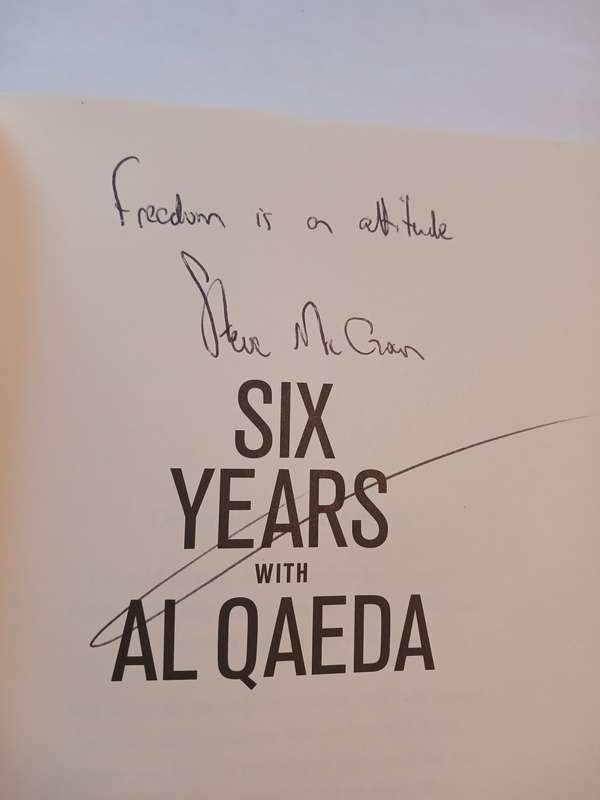 Freedom is an attitude
Steve McGown
SIX
YEARS
WITH
AL QAEDA